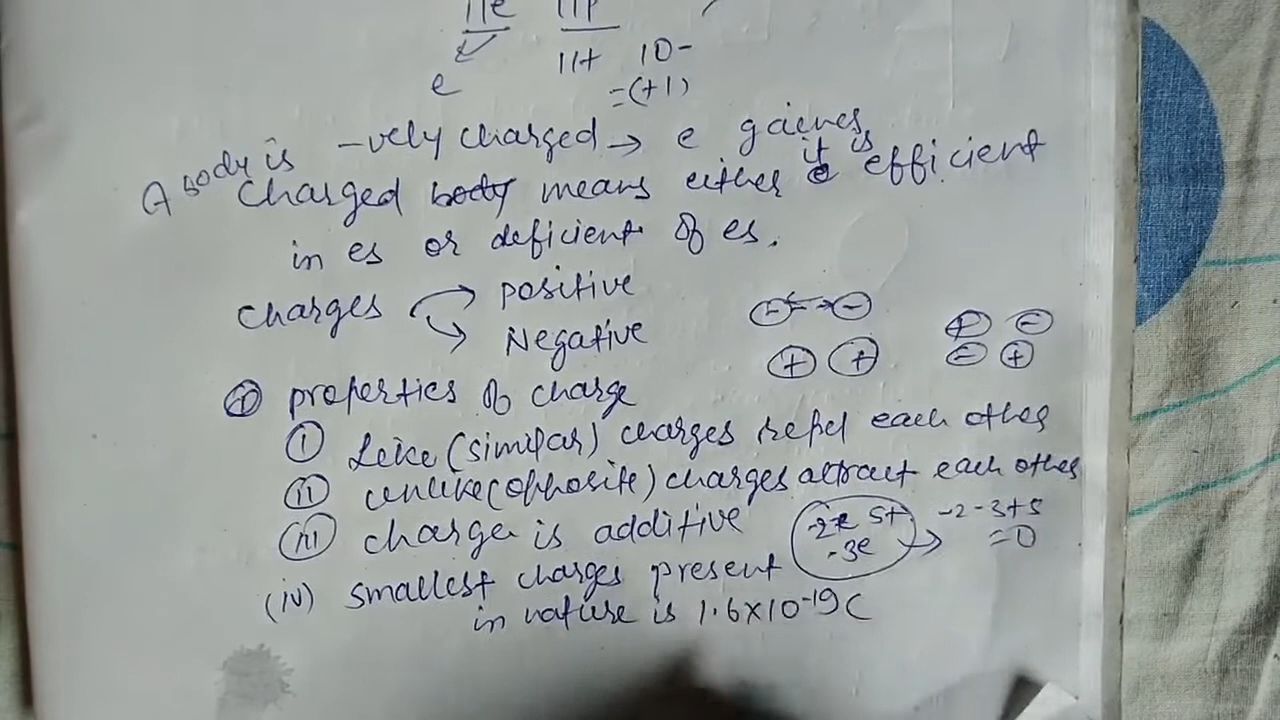 11e 11p
e 11+ 10-
=(+1)
-vely charged → e gaines
A body is charged body means either it is efficient
in es or deficient of es.
charges → positive
→ Negative
- -
+ + + -
- +
properties of charge
(i) Like (similar) charges repel each other
(ii) unlike (opposite) charges attract each other
(iii) charge is additive -2e 5+ -3e → -2-3+5
=0
(iv) smallest charges present
in nature is 1.6x10-19C